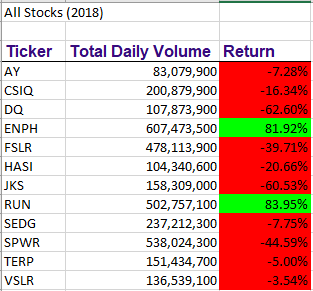 All Stocks (2018)
Ticker Total Daily Volume Return
AY 83,079,900 -7.28%
CSIQ 200,879,900 -16.34%
DQ 107,873,900 -62.60%
ENPH 607,473,500 81.92%
FSLR 478,113,900 -39.71%
HASI 104,340,600 -20.66%
JKS 158,309,000 -60.53%
RUN 502,757,100 83.95%
SEDG 237,212,300 -7.75%
SPWR 538,024,300 -44.59%
TERP 151,434,700 -5.00%
VSLR 136,539,100 -3.54%